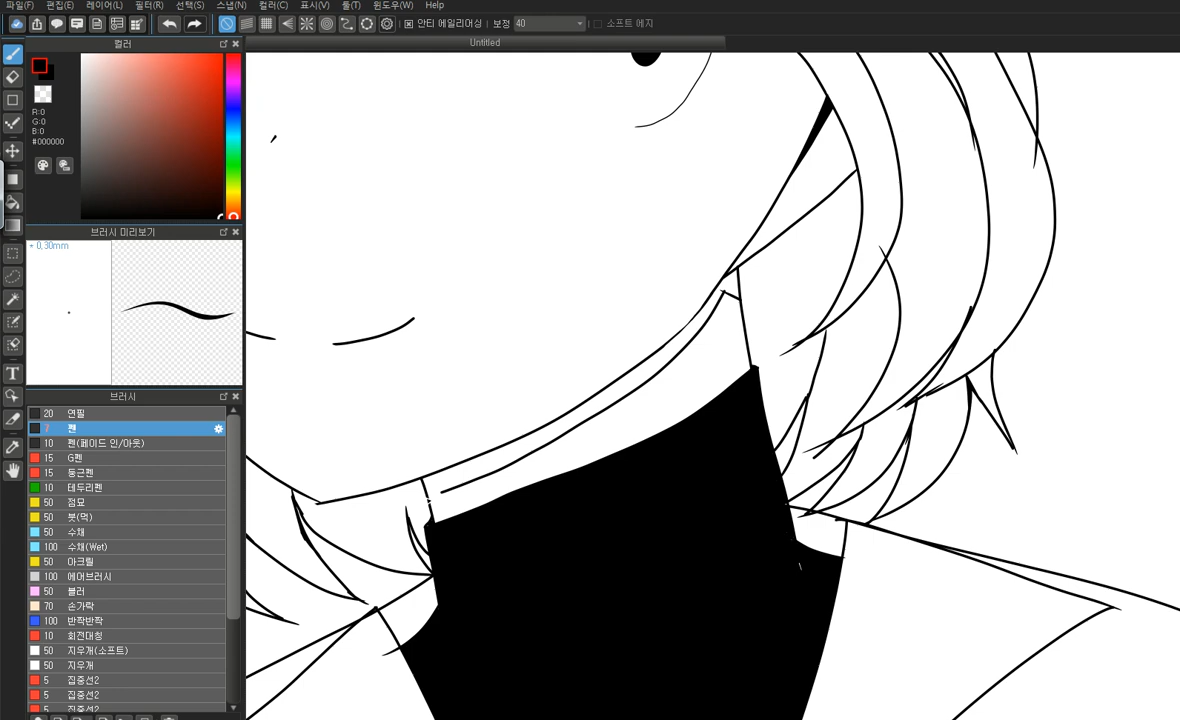 파일(F) 편집(E) 레이어(L) 필터(R) 선택(S) 스냅(N) 컬러(C) 표시(V) 툴(T) 윈도우(W) Help
안티 에일리어싱 보정 40 소프트 에지
컬러
Untitled
R:0
G:0
B:0
#000000
브러시 미리보기
* 0.30mm
브러시
20 연필
7 펜
10 펜(페이드 인/아웃)
15 G펜
15 둥근펜
10 테두리펜
50 점묘
50 붓(먹)
50 수채
100 수채(Wet)
50 아크릴
100 에어브러시
50 블러
70 손가락
100 반작반작
10 회전대칭
50 지우개(소프트)
50 지우개
5 집중선2
5 집중선2
5 집중선2
T